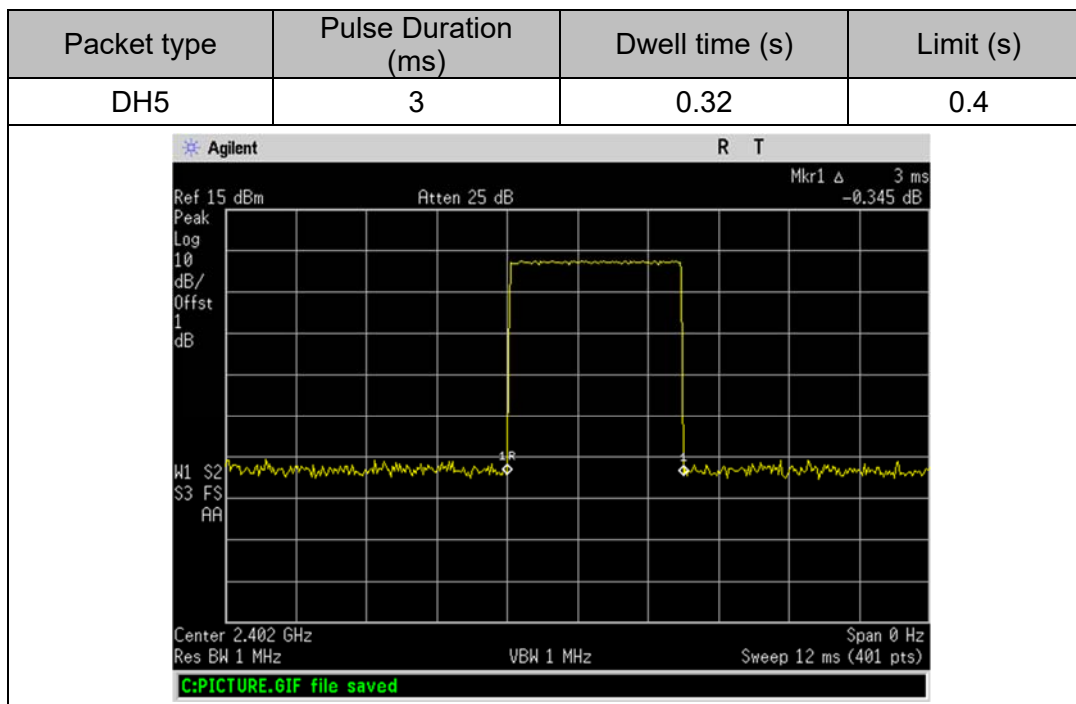 Packet type
Pulse Duration
(ms)
Dwell time (s)
Limit (s)
DH5
3
0.32
0.4
Agilent
R T
Mkr1 Δ 3 ms
Ref 15 dBm
Atten 25 dB
-0.345 dB
Peak
Log
10
dB/
Offst
1
dB
1R
1
W1 S2
S3 FS
AA
Center 2.402 GHz
Span 0 Hz
Res BW 1 MHz
VBW 1 MHz
Sweep 12 ms (401 pts)
C:PICTURE.GIF file saved